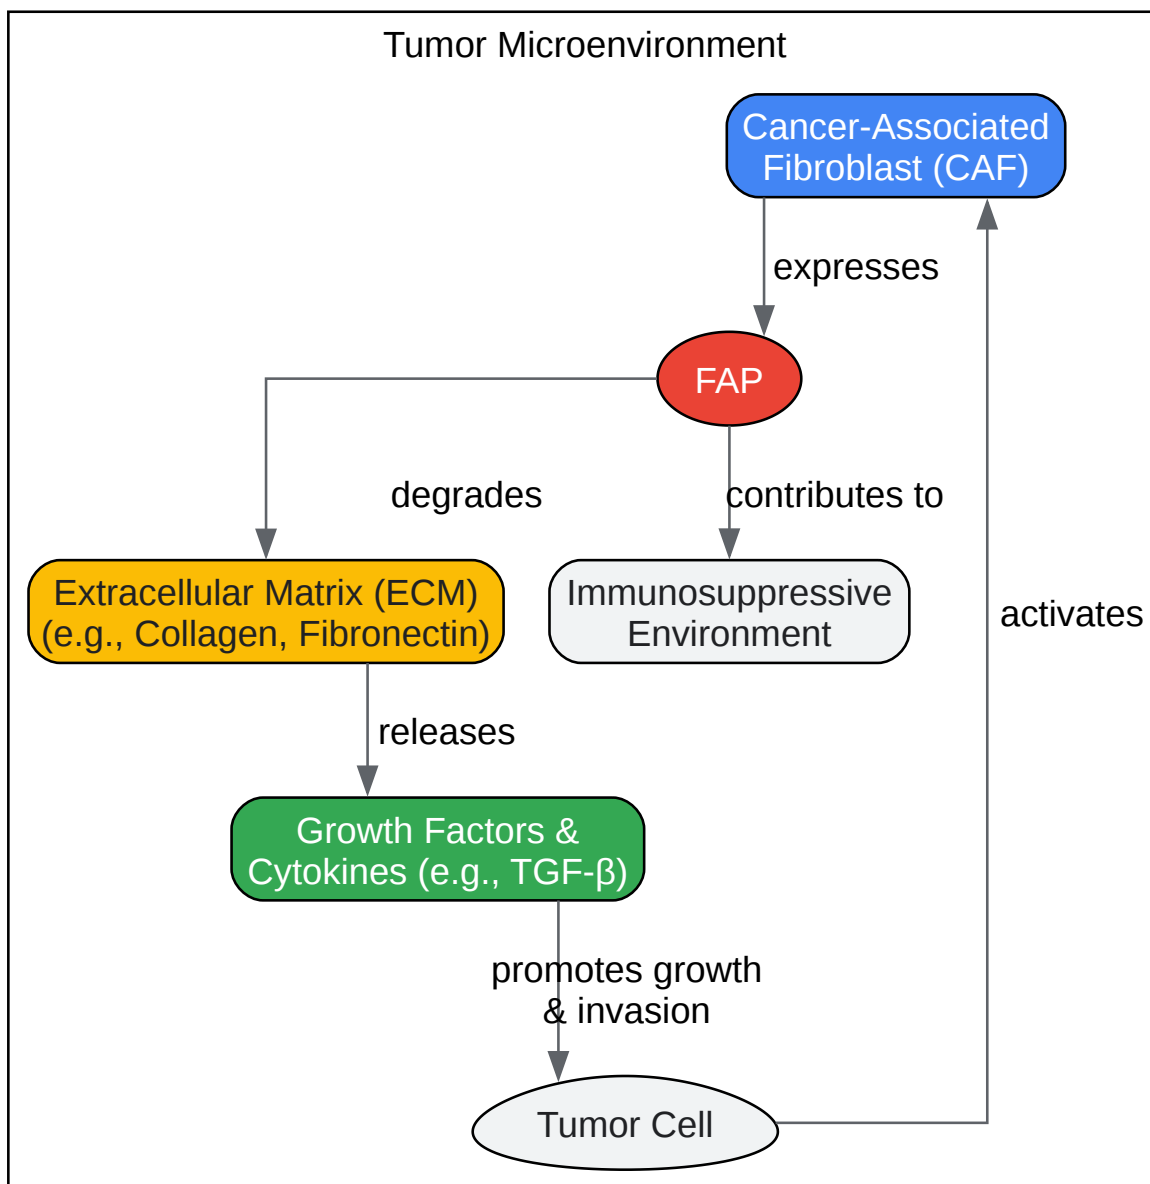 Tumor Microenvironment
Cancer-Associated
Fibroblast (CAF)
expresses
FAP
degrades
contributes to
Extracellular Matrix (ECM)
(e.g., Collagen, Fibronectin)
Immunosuppressive
Environment
activates
releases
Growth Factors &
Cytokines (e.g., TGF-β)
promotes growth
& invasion
Tumor Cell